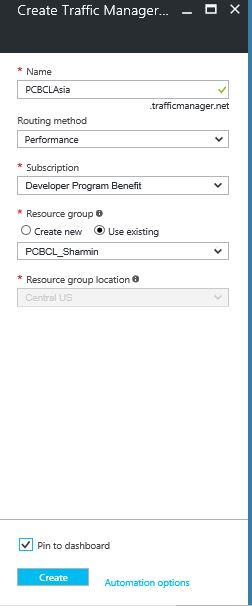 Create Traffic Manager...
* Name
PCBCLAsia
.trafficmanager.net
Routing method
Performance
* Subscription
Developer Program Benefit
* Resource group
Create new Use existing
PCBCL_Sharmin
* Resource group location
Central US
Pin to dashboard
Create Automation options